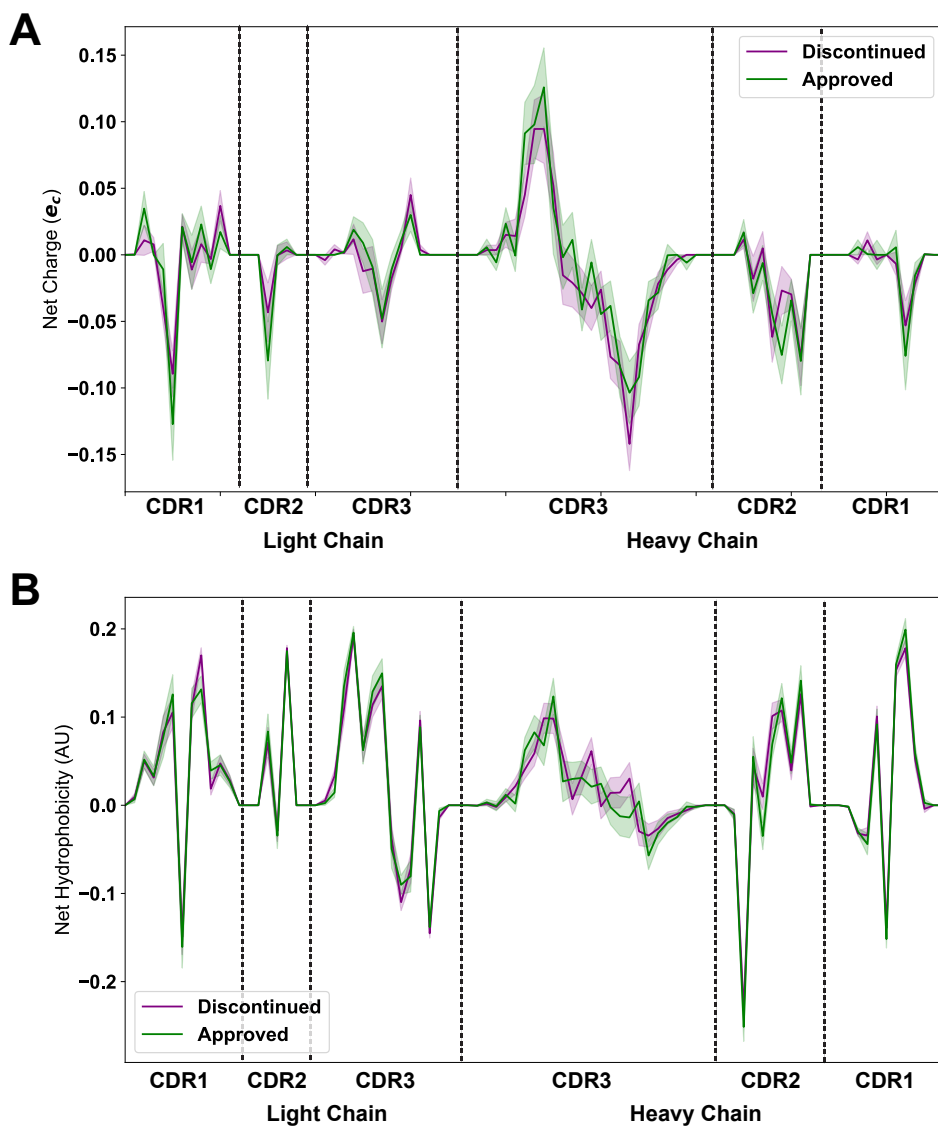 A
Net Charge (e_c)
0.15
0.10
0.05
0.00
−0.05
−0.10
−0.15
Discontinued
Approved
CDR1 CDR2 CDR3 CDR3 CDR2 CDR1
Light Chain Heavy Chain
B
Net Hydrophobicity (AU)
0.2
0.1
0.0
−0.1
−0.2
Discontinued
Approved
CDR1 CDR2 CDR3 CDR3 CDR2 CDR1
Light Chain Heavy Chain